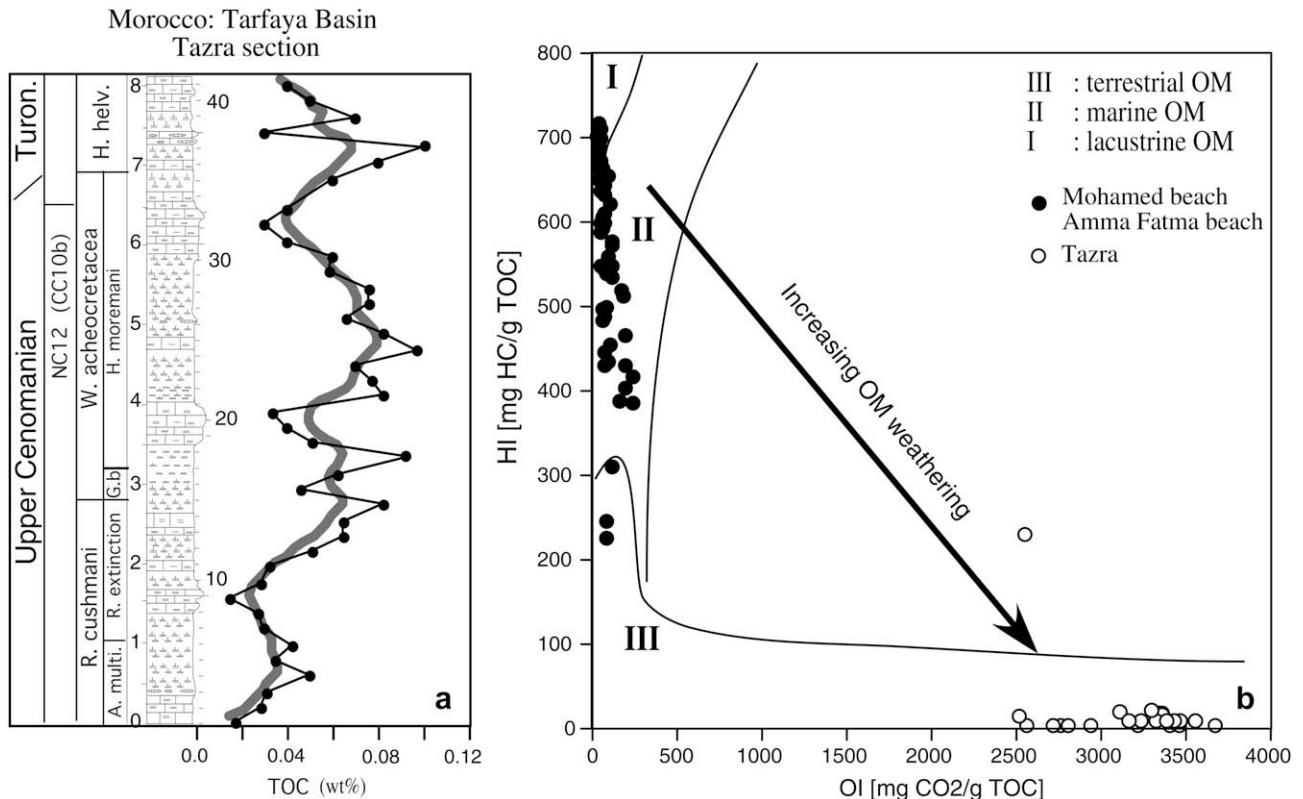 Morocco: Tarfaya Basin
Tazra section
Upper Cenomanian
Turon.
NC12 (CC10b)
R. cushmani
W. acheocretacea
H. helv.
A. multi.
R. extinction
G.b
H. moremani
8
7
6
5
4
3
2
1
0
40
30
20
10
a
0.0
0.04
0.08
0.12
TOC (wt%)
800
700
600
500
400
300
200
100
0
HI [mg HC/g TOC]
I
II
III
III : terrestrial OM
II : marine OM
I : lacustrine OM
Mohamed beach
Amma Fatma beach
Tazra
Increasing OM weathering
b
0
500
1000
1500
2000
2500
3000
3500
4000
OI [mg CO2/g TOC]